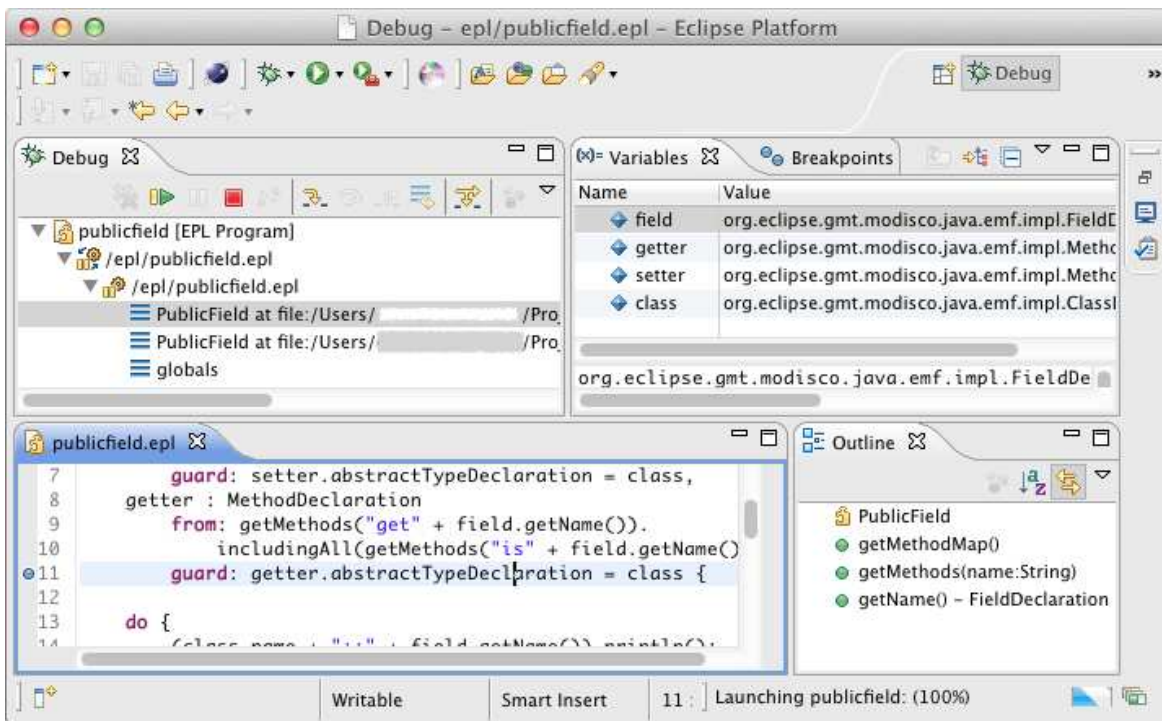 Debug – epl/publicfield.epl – Eclipse Platform
Debug
»
Debug
publicfield [EPL Program]
/epl/publicfield.epl
/epl/publicfield.epl
PublicField at file:/Users/ /Pro
PublicField at file:/Users/ /Pro
globals
(x)= Variables
Breakpoints
Name Value
field org.eclipse.gmt.modisco.java.emf.impl.FieldD
getter org.eclipse.gmt.modisco.java.emf.impl.Metho
setter org.eclipse.gmt.modisco.java.emf.impl.Metho
class org.eclipse.gmt.modisco.java.emf.impl.ClassI
org.eclipse.gmt.modisco.java.emf.impl.FieldDe
publicfield.epl
7 guard: setter.abstractTypeDeclaration = class,
8 getter : MethodDeclaration
9 from: getMethods("get" + field.getName()).
10 includingAll(getMethods("is" + field.getName()
11 guard: getter.abstractTypeDeclaration = class {
12
13 do {
14 (class.name + "::" + field.getName()).println();
Outline
PublicField
getMethodMap()
getMethods(name:String)
getName() – FieldDeclaration
Writable
Smart Insert
11 :
Launching publicfield: (100%)